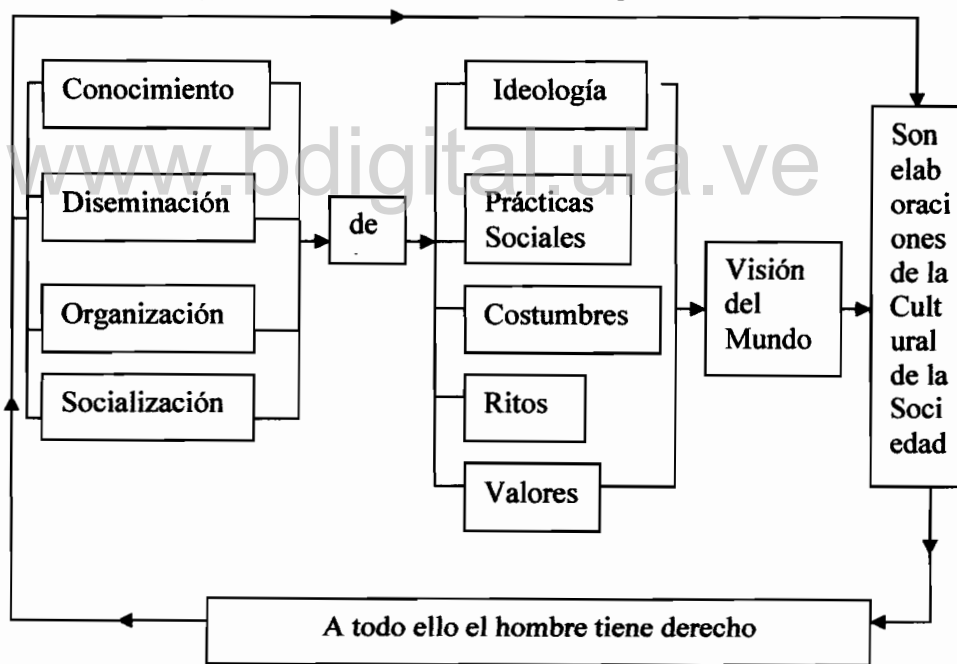 Conocimiento
Diseminación
Organización
Socialización
de
Ideología
Prácticas
Sociales
Costumbres
Ritos
Valores
Visión
del
Mundo
Son
elab
oraci
ones
de la
Cult
ural
de la
Soci
edad
A todo ello el hombre tiene derecho
www.bdigital.ula.ve